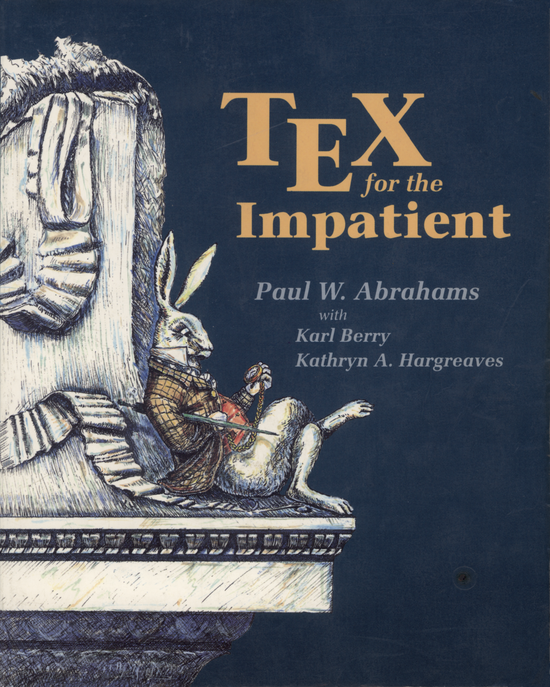 TEX
for the
Impatient
Paul W. Abrahams
with
Karl Berry
Kathryn A. Hargreaves